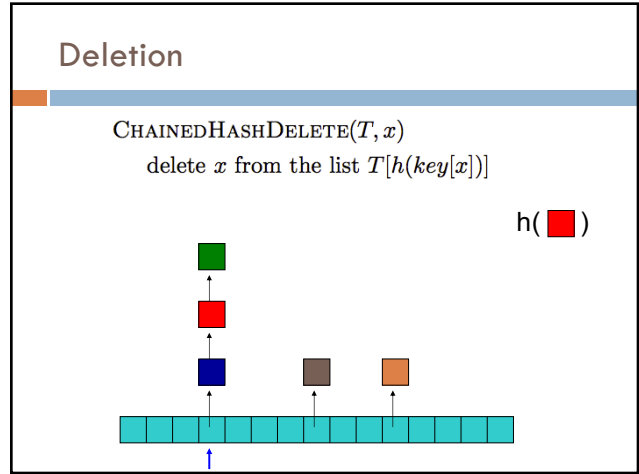 Deletion
CHAINEDHASHDELETE(T, x)
delete x from the list T[h(key[x])]
h( )